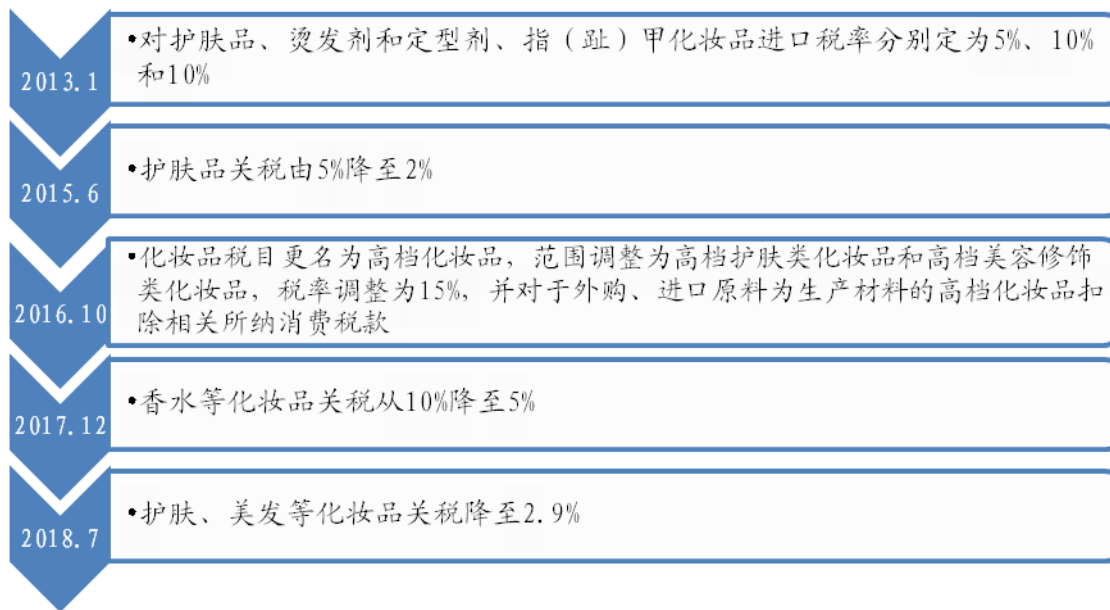 2013.1
•对护肤品、烫发剂和定型剂、指（趾）甲化妆品进口税率分别定为5%、10%
和10%
2015.6
•护肤品关税由5%降至2%
2016.10
•化妆品税目更名为高档化妆品，范围调整为高档护肤类化妆品和高档美容修饰
类化妆品，税率调整为15%，并对于外购、进口原料为生产材料的高档化妆品扣
除相关所纳消费税款
2017.12
•香水等化妆品关税从10%降至5%
2018.7
•护肤、美发等化妆品关税降至2.9%